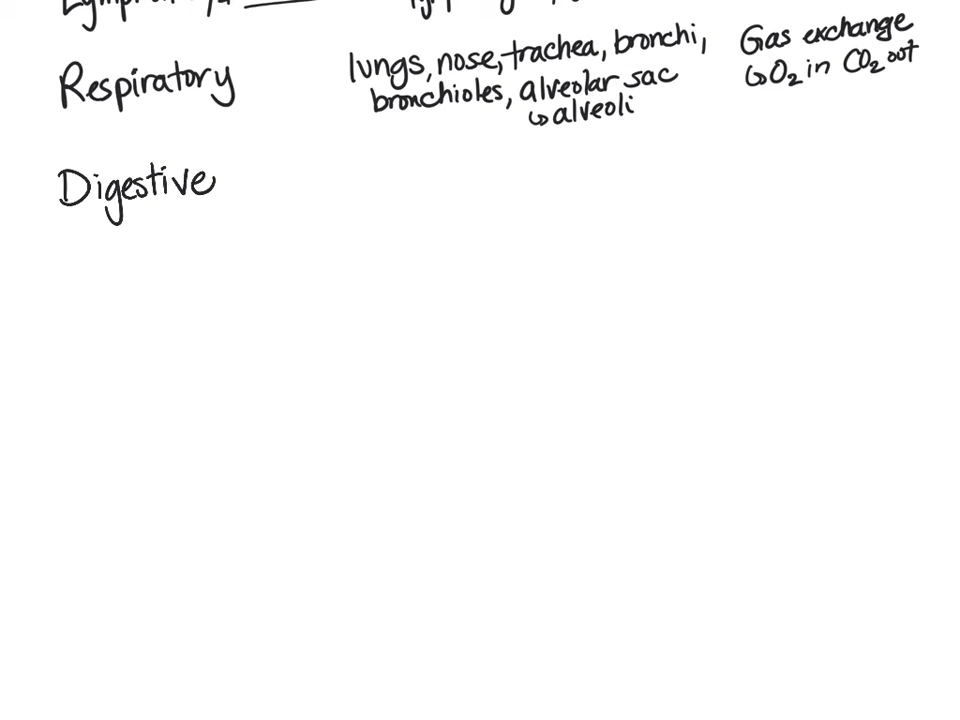 Respiratory
lungs, nose, trachea, bronchi,
bronchioles, alveolar sac
↳ alveoli
Gas exchange
↳ O₂ in CO₂ out
Digestive